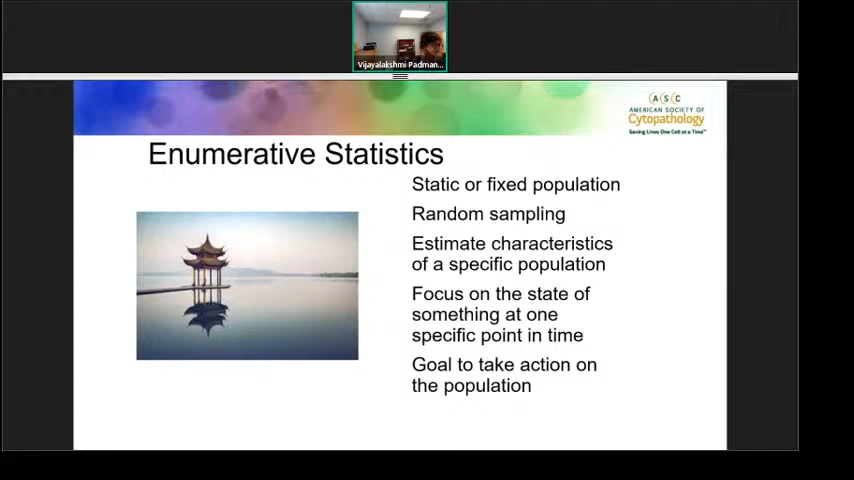 Vijayalakshmi Padman...
ASC
AMERICAN SOCIETY OF
Cytopathology
Saving Lives One Cell at a Time™
Enumerative Statistics
Static or fixed population
Random sampling
Estimate characteristics
of a specific population
Focus on the state of
something at one
specific point in time
Goal to take action on
the population